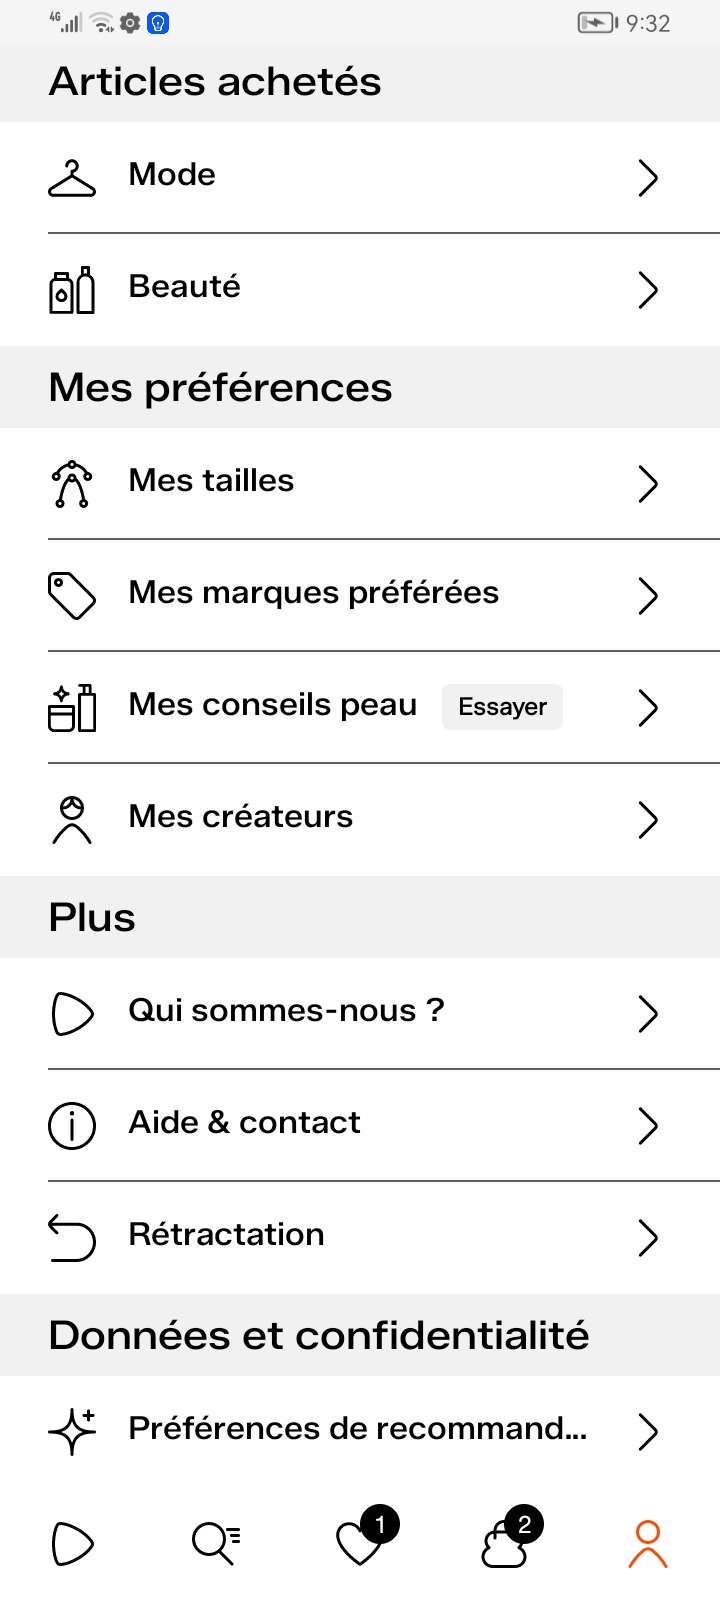 4G 9:32
Articles achetés
Mode
Beauté
Mes préférences
Mes tailles
Mes marques préférées
Mes conseils peau Essayer
Mes créateurs
Plus
Qui sommes-nous ?
Aide & contact
Rétractation
Données et confidentialité
Préférences de recommand...
1 2